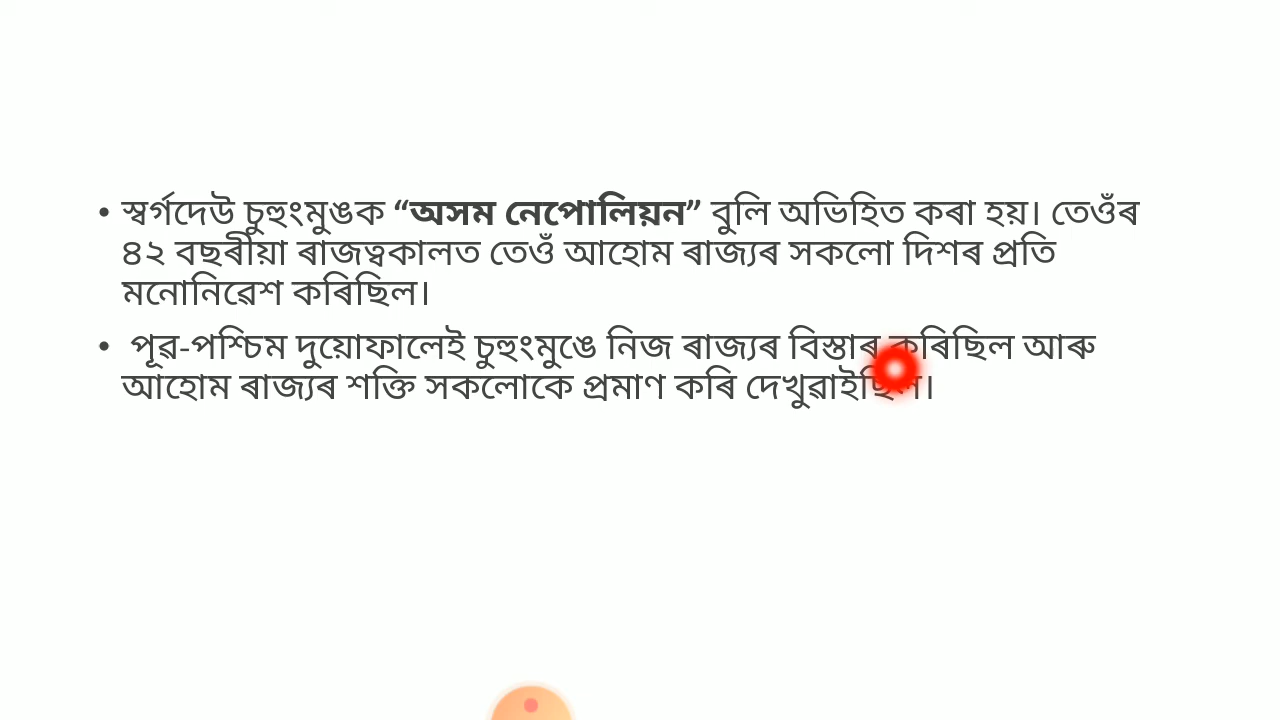 • স্বৰ্গদেউ চুহুংমুঙক “অসম নেপোলিয়ন” বুলি অভিহিত কৰা হয়। তেওঁৰ
৪২ বছৰীয়া ৰাজত্বকালত তেওঁ আহোম ৰাজ্যৰ সকলো দিশৰ প্ৰতি
মনোনিৱেশ কৰিছিল।
• পূৱ-পশ্চিম দুয়োফালেই চুহুংমুঙে নিজ ৰাজ্যৰ বিস্তাৰ কৰিছিল আৰু
আহোম ৰাজ্যৰ শক্তি সকলোকে প্ৰমাণ কৰি দেখুৱাইছিল।